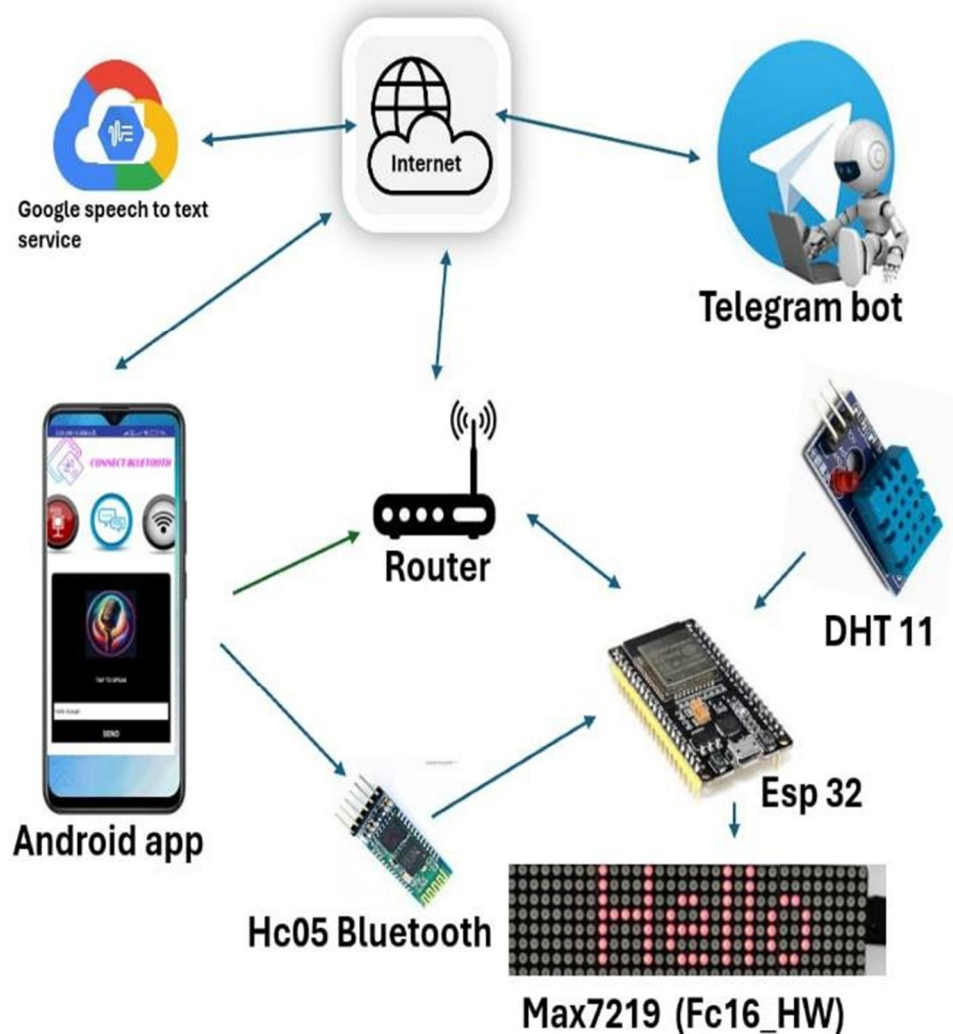 Internet
Google speech to text
service
Telegram bot
CONNECT BLUETOOTH
Router
DHT 11
TAP TO SPEAK
SEND
Esp 32
Android app
Hc05 Bluetooth
Hello
Max7219 (Fc16_HW)